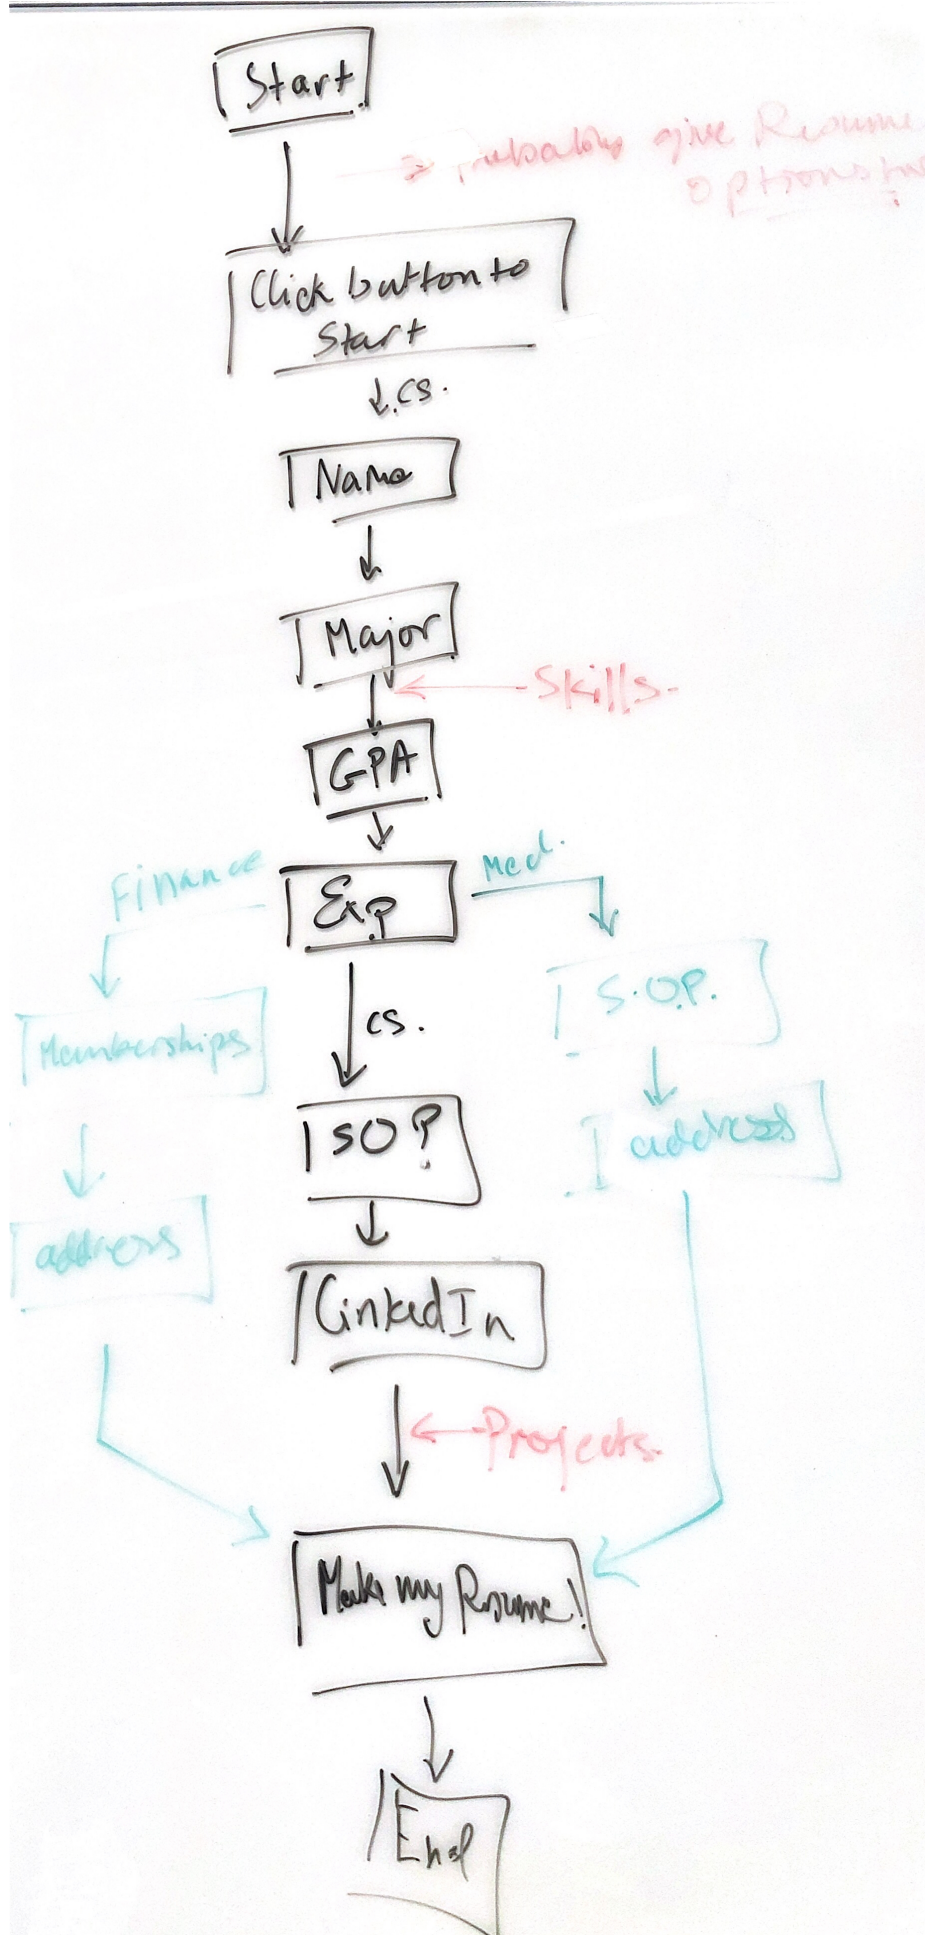 Start
→ probably give Resume
options
Click button to
Start
CS.
Name
Major
Skills.
GPA
Finance
Exp
Med.
Memberships
CS.
S.O.P.
SOP
address
address
LinkedIn
Projects.
Make my Resume!
End